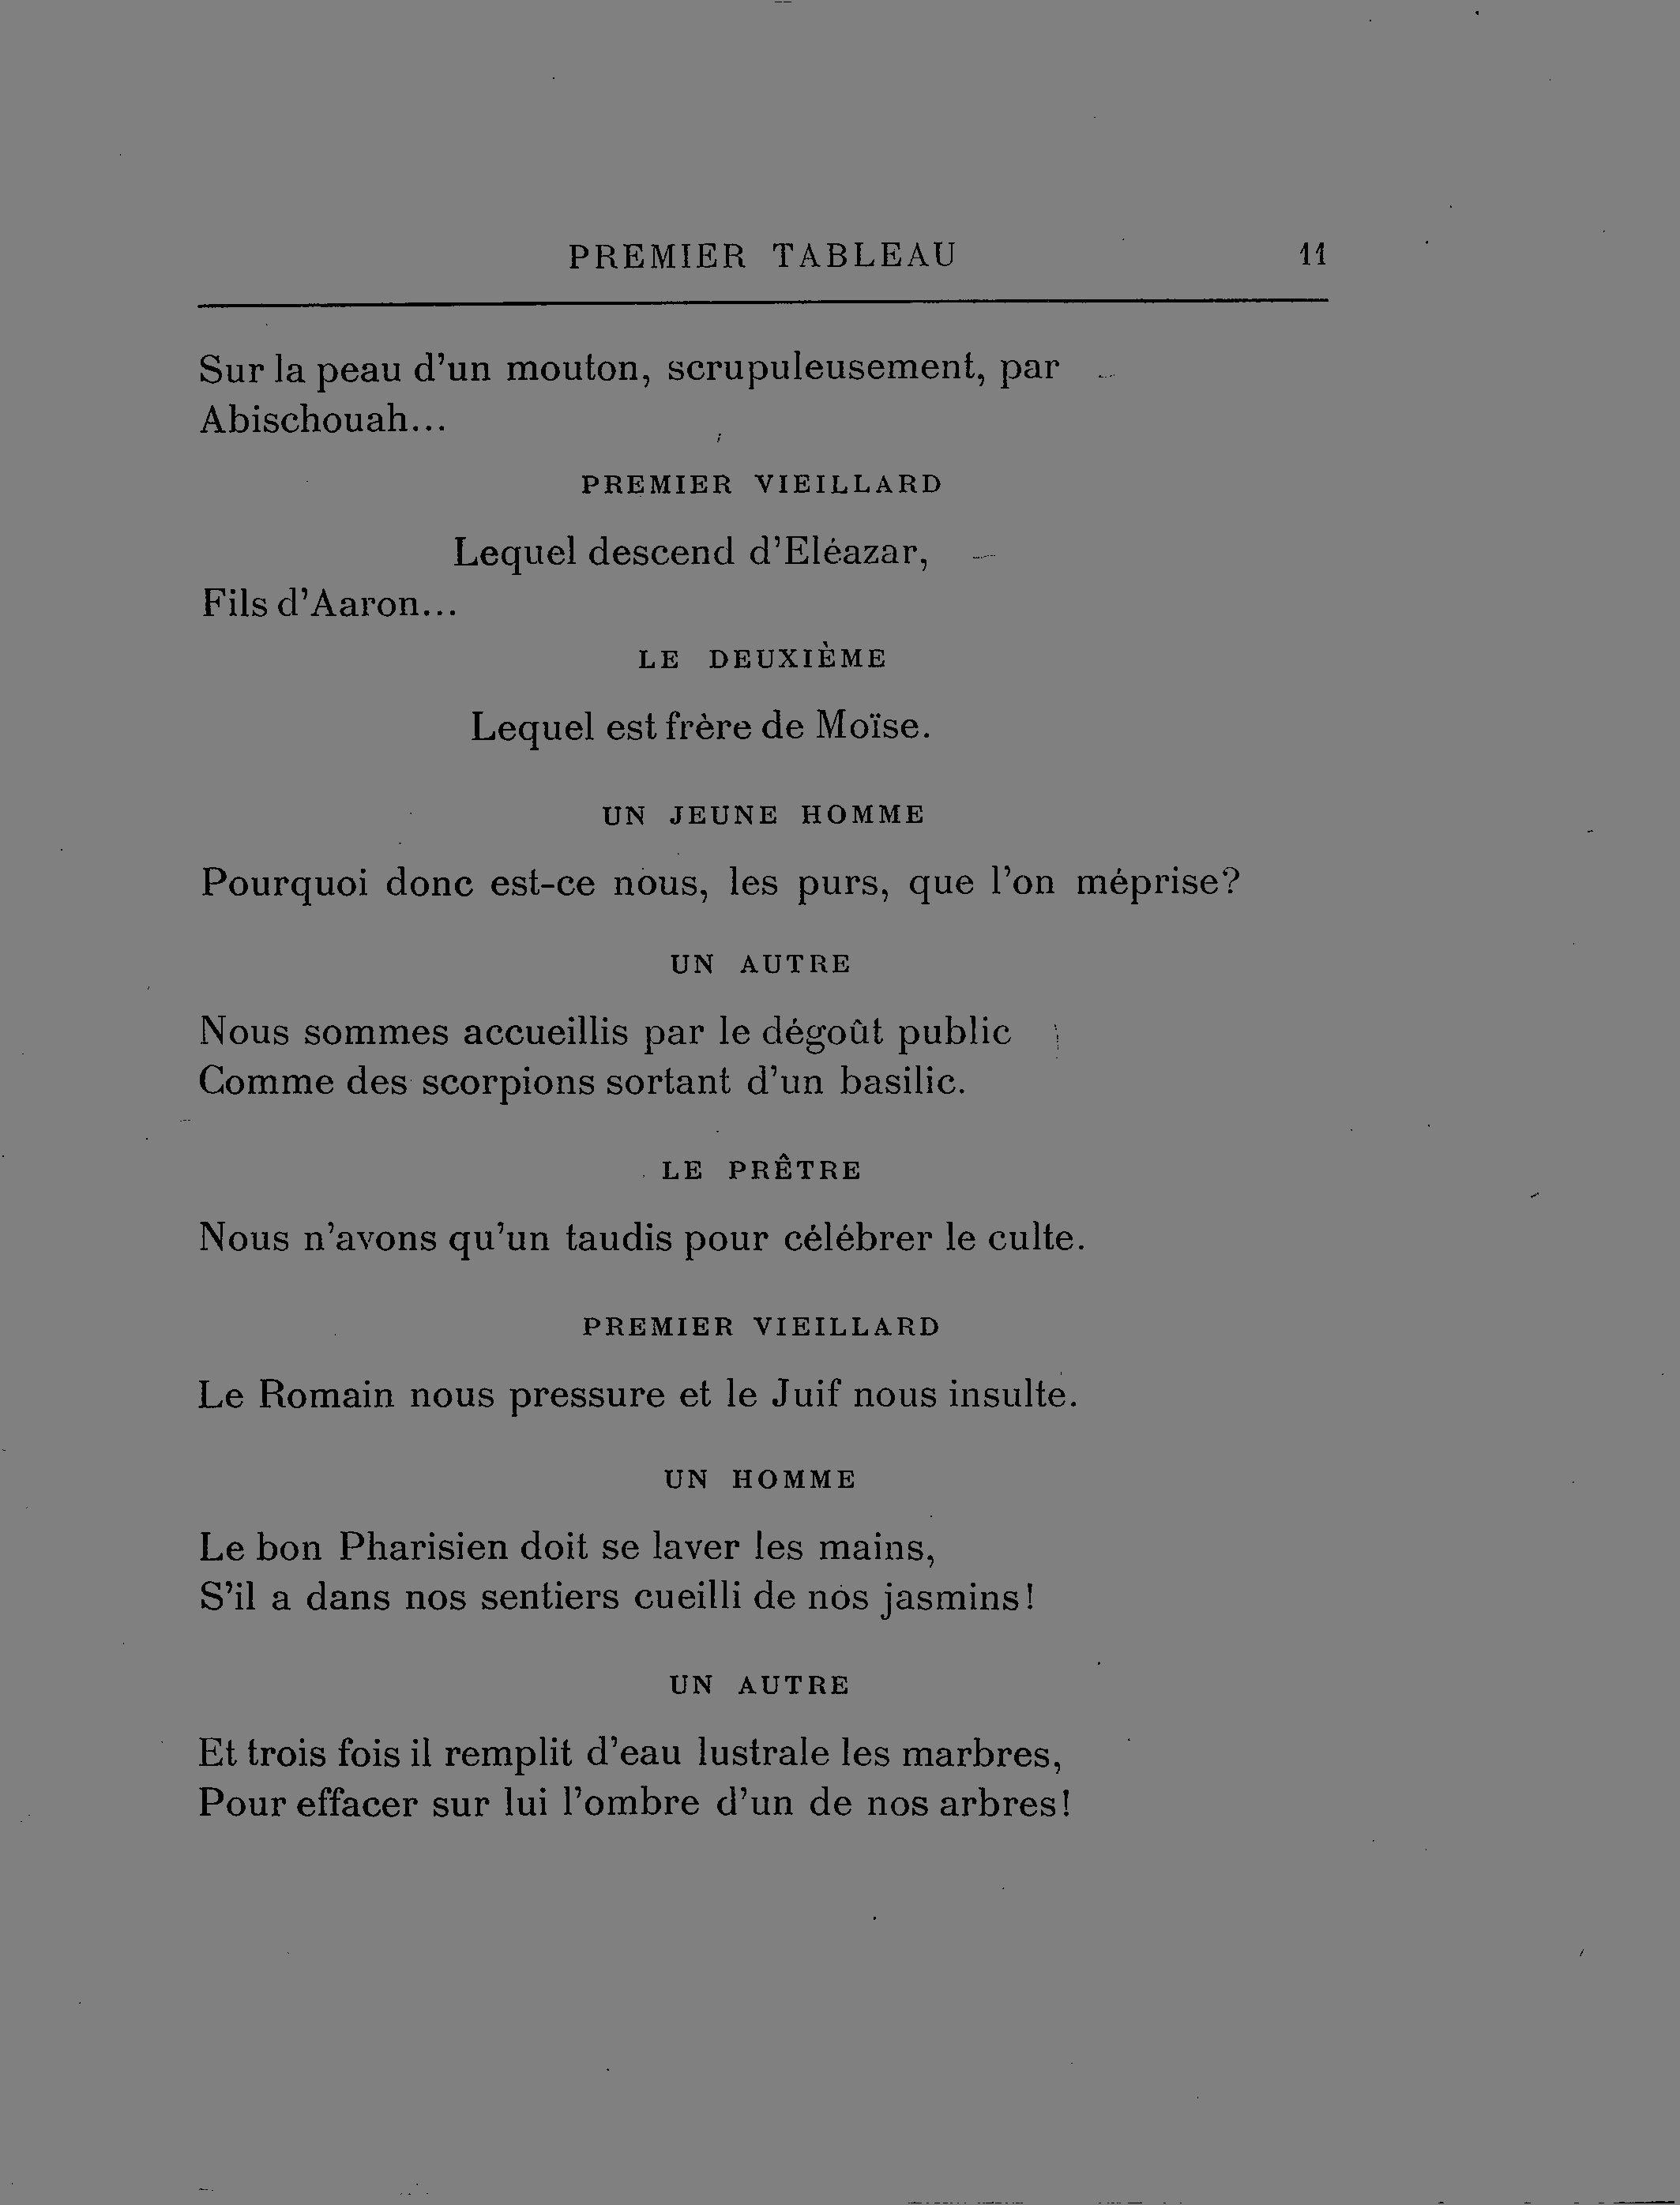 PREMIER TABLEAU 11
Sur la peau d'un mouton, scrupuleusement, par
Abischouah...
PREMIER VIEILLARD
Lequel descend d'Eléazar,
Fils d'Aaron...
LE DEUXIÈME
Lequel est frère de Moïse.
UN JEUNE HOMME
Pourquoi donc est-ce nous, les purs, que l'on méprise?
UN AUTRE
Nous sommes accueillis par le dégoût public
Comme des scorpions sortant d'un basilic.
LE PRÊTRE
Nous n'avons qu'un taudis pour célébrer le culte.
PREMIER VIEILLARD
Le Romain nous pressure et le Juif nous insulte.
UN HOMME
Le bon Pharisien doit se laver les mains,
S'il a dans nos sentiers cueilli de nos jasmins!
UN AUTRE
Et trois fois il remplit d'eau lustrale les marbres,
Pour effacer sur lui l'ombre d'un de nos arbres!